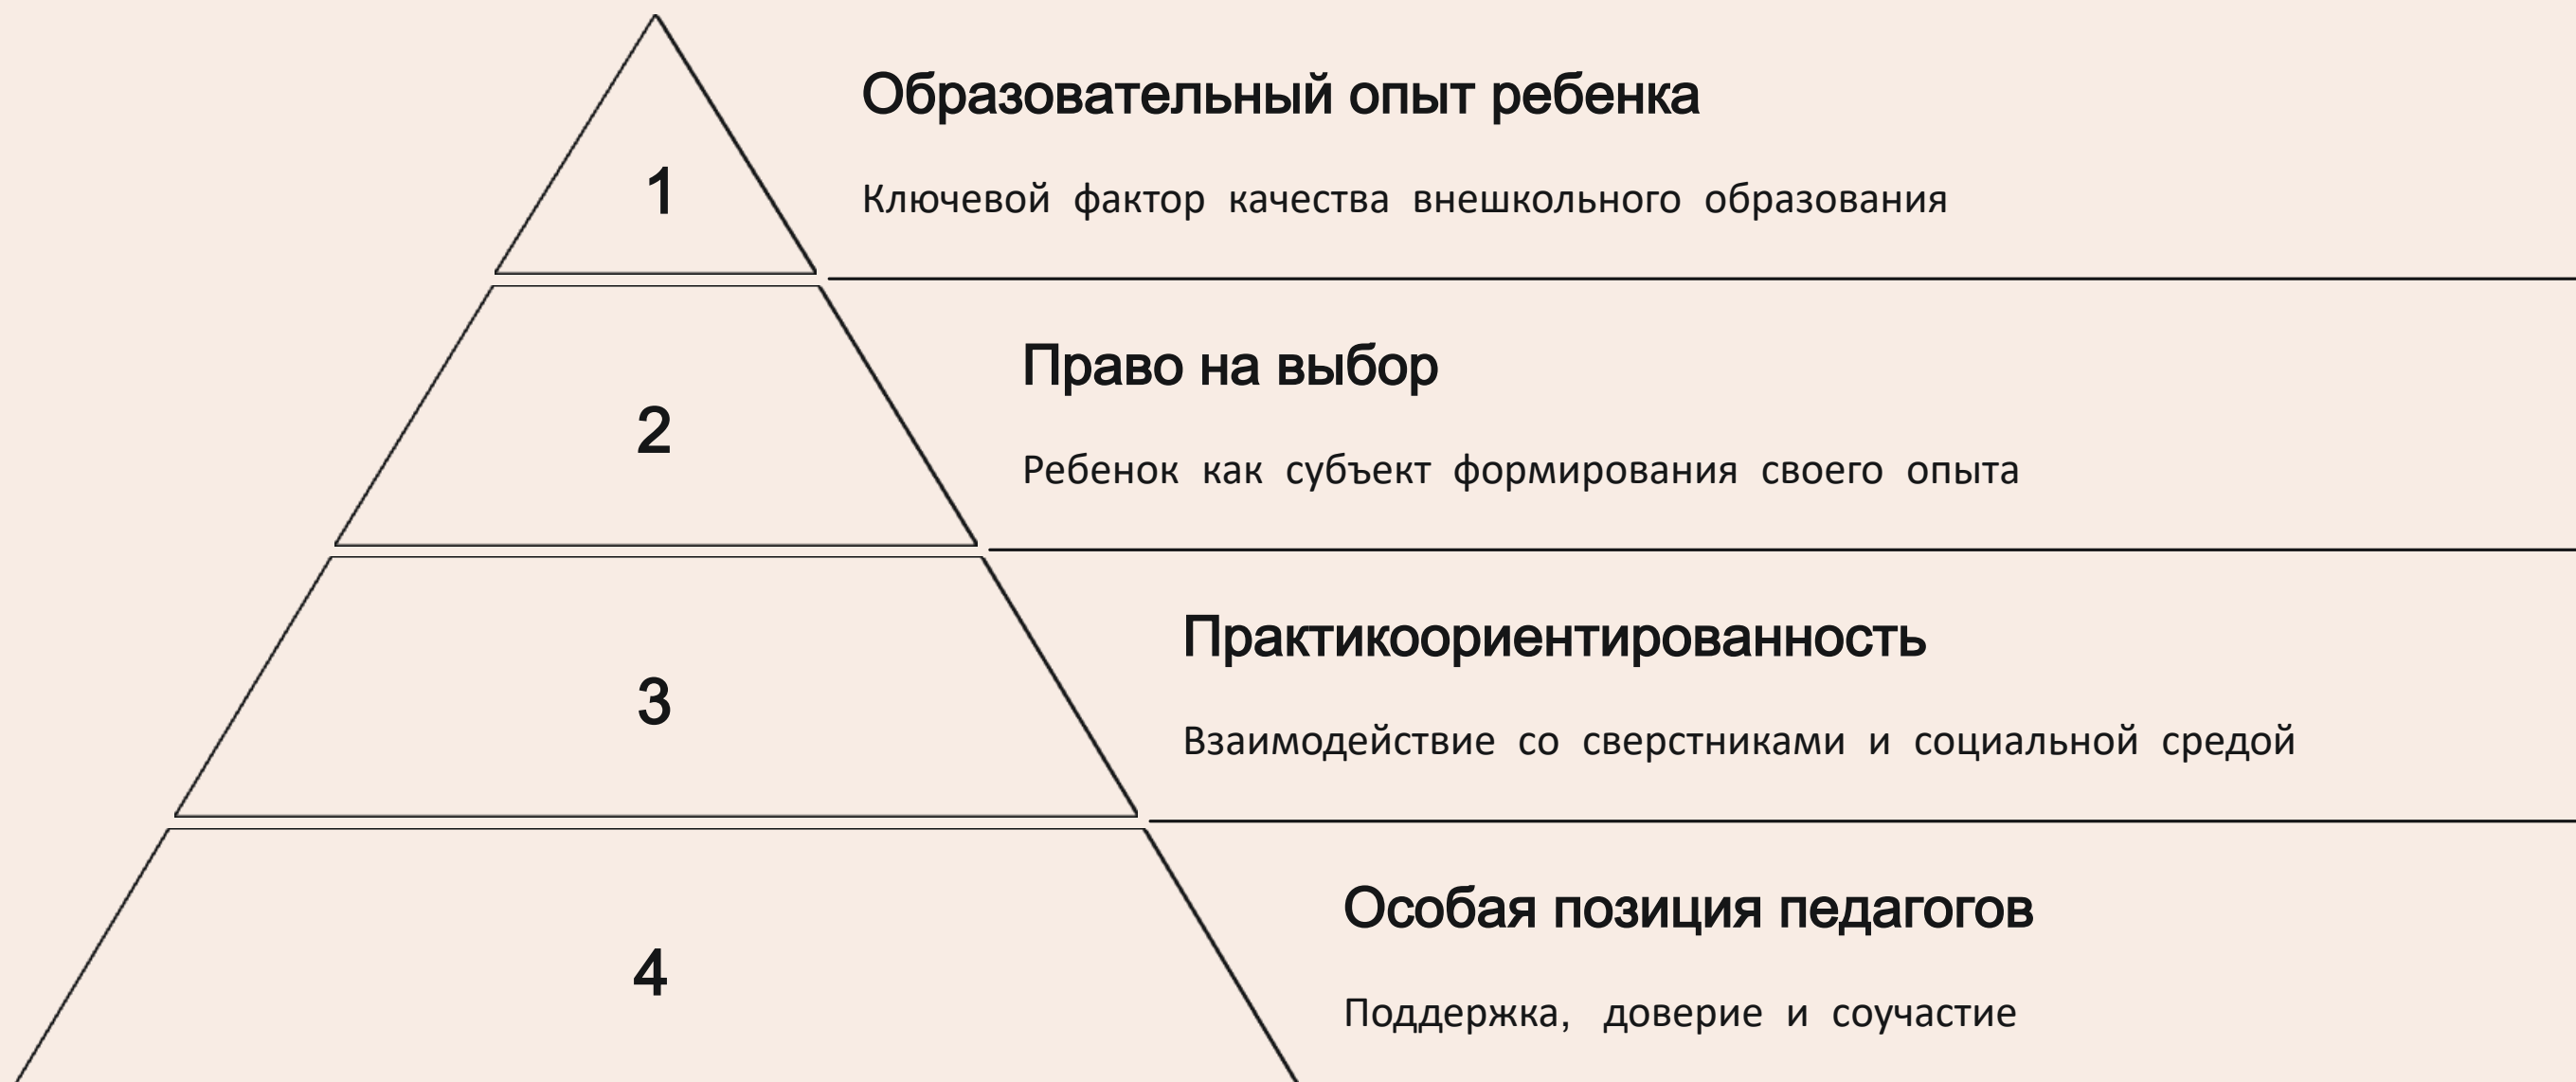 1
Образовательный опыт ребенка
Ключевой фактор качества внешкольного образования
2
Право на выбор
Ребенок как субъект формирования своего опыта
3
Практикоориентированность
Взаимодействие со сверстниками и социальной средой
4
Особая позиция педагогов
Поддержка, доверие и соучастие